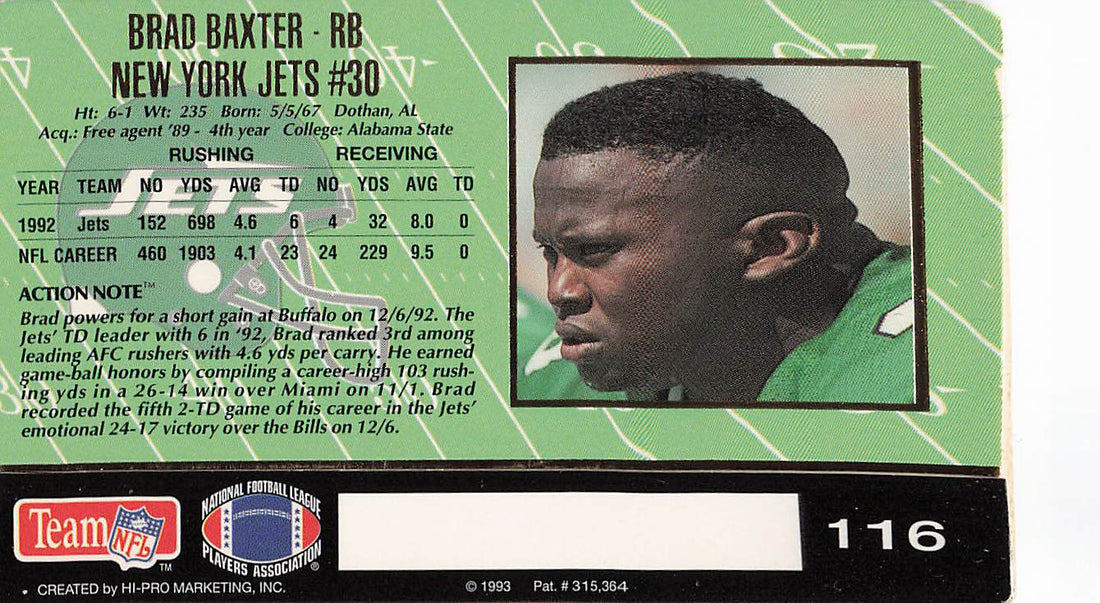 BRAD BAXTER - RB
NEW YORK JETS #30
Ht: 6-1 Wt: 235 Born: 5/5/67 Dothan, AL
Acq.: Free agent '89 - 4th year College: Alabama State
RUSHING RECEIVING
YEAR TEAM NO YDS AVG TD NO YDS AVG TD
JETS
1992 Jets 152 698 4.6 6 4 32 8.0 0
NFL CAREER 460 1903 4.1 23 24 229 9.5 0
ACTION NOTE™
Brad powers for a short gain at Buffalo on 12/6/92. The
Jets' TD leader with 6 in '92, Brad ranked 3rd among
leading AFC rushers with 4.6 yds per carry. He earned
game-ball honors by compiling a career-high 103 rush-
ing yds in a 26-14 win over Miami on 11/1. Brad
recorded the fifth 2-TD game of his career in the Jets'
emotional 24-17 victory over the Bills on 12/6.
Team NFL TM
NATIONAL FOOTBALL LEAGUE
PLAYERS ASSOCIATION®
116
CREATED by HI-PRO MARKETING, INC.
© 1993 Pat. # 315,364